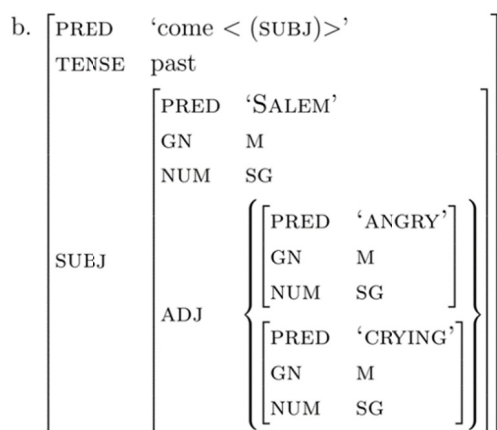 b. PRED ‘come < (SUBJ)>’
TENSE past
PRED ‘SALEM’
GN M
NUM SG
SUBJ
PRED ‘ANGRY’
GN M
NUM SG
ADJ
PRED ‘CRYING’
GN M
NUM SG